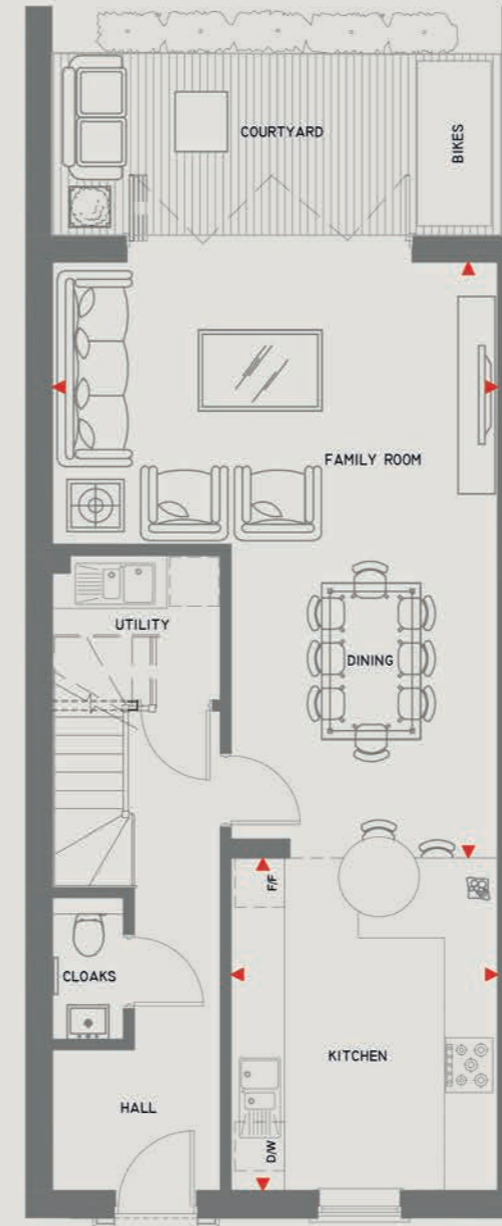 COURTYARD
BIKES
FAMILY ROOM
UTILITY
DINING
F/F
CLOAKS
KITCHEN
HALL
D/W